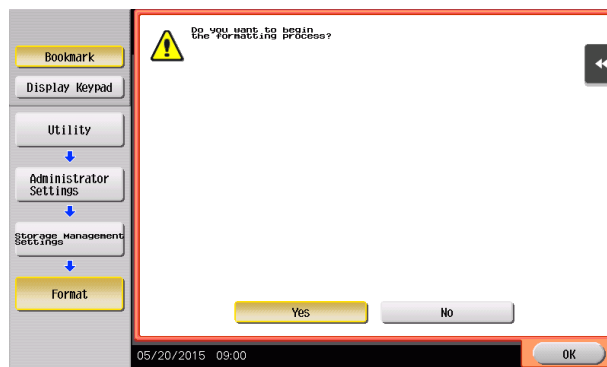 Do you want to begin
the formatting process?
Bookmark
Display Keypad
Utility
Administrator
Settings
Storage Management
Settings
Format
Yes
No
05/20/2015 09:00
OK